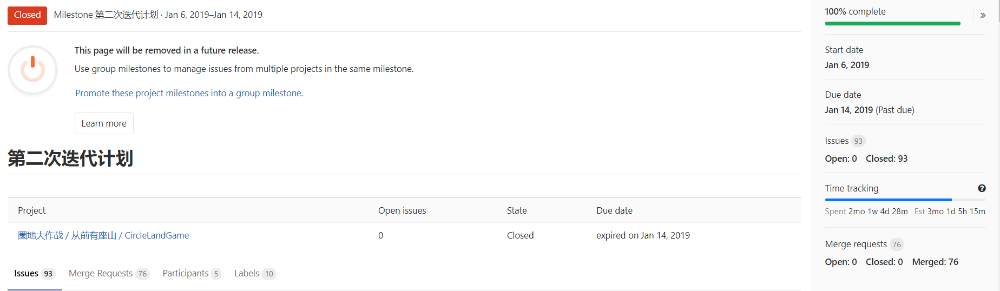 Closed Milestone 第二次迭代计划 · Jan 6, 2019–Jan 14, 2019
This page will be removed in a future release.
Use group milestones to manage issues from multiple projects in the same milestone.
Promote these project milestones into a group milestone.
Learn more
第二次迭代计划
Project Open issues State Due date
圈地大作战 / 从前有座山 / CircleLandGame 0 Closed expired on Jan 14, 2019
Issues 93 Merge Requests 76 Participants 5 Labels 10
100% complete »
Start date
Jan 6, 2019
Due date
Jan 14, 2019 (Past due)
Issues 93
Open: 0 Closed: 93
Time tracking ?
Spent 2mo 1w 4d 28m Est 3mo 1d 5h 15m
Merge requests 76
Open: 0 Closed: 0 Merged: 76